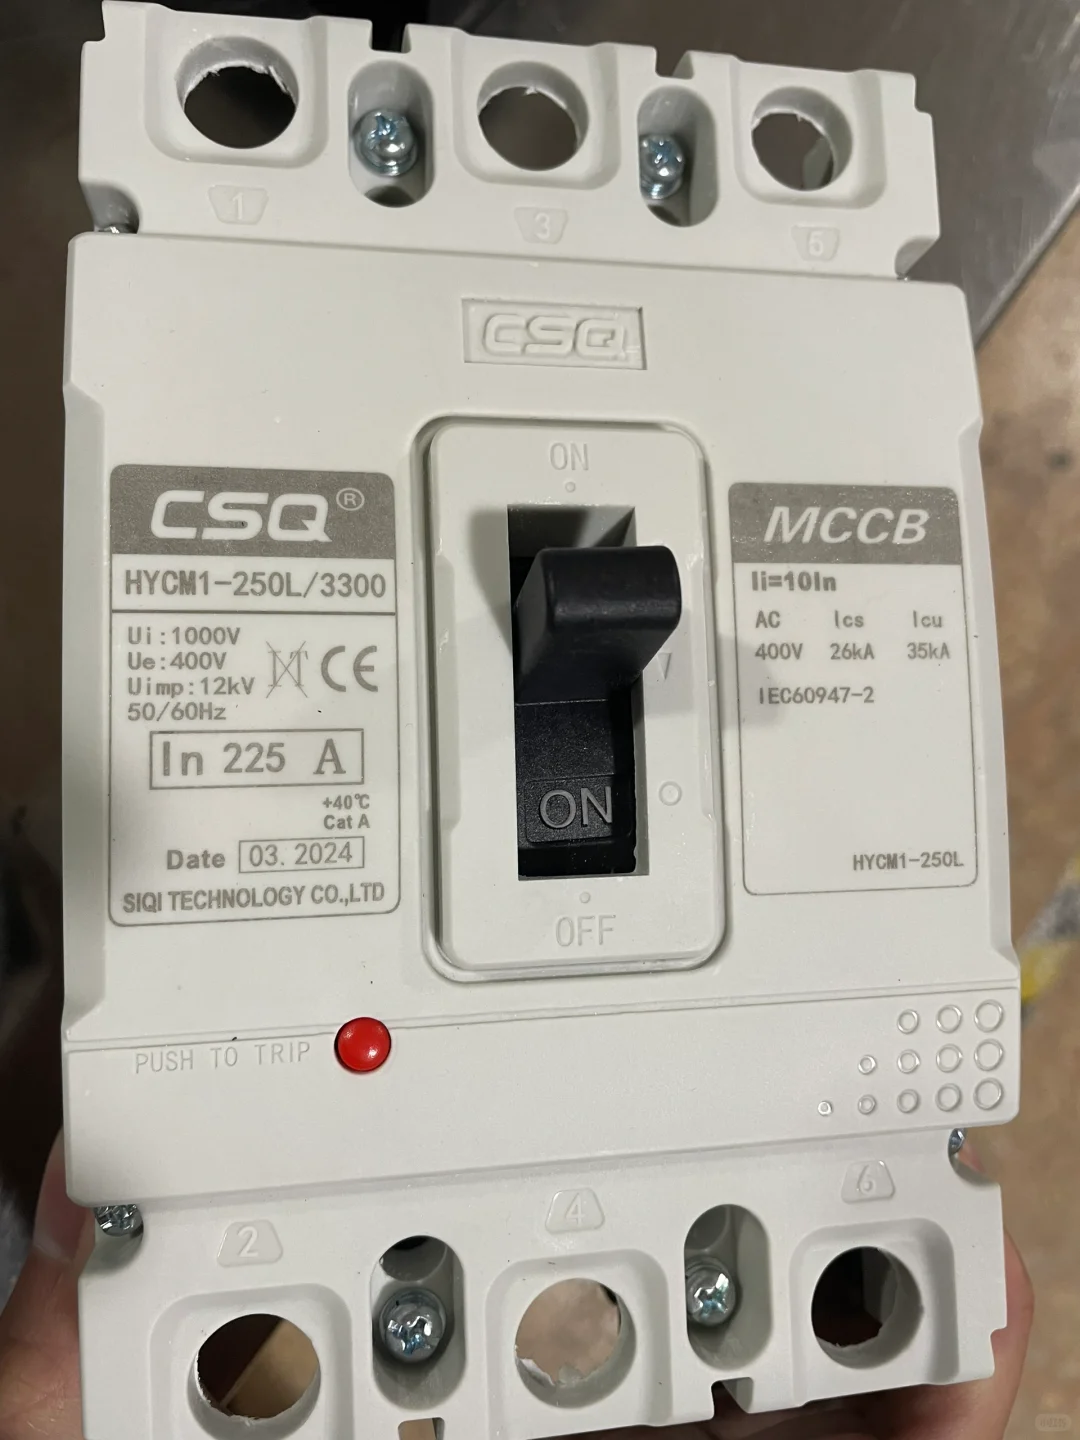 1
3
5
CSQ
ON
CSQ®
HYCM1-250L/3300
Ui:1000V
Ue:400V
Uimp:12kV
CE
50/60Hz
In 225 A
+40℃
Cat A
Date 03. 2024
SIQI TECHNOLOGY CO.,LTD
MCCB
Ii=10In
AC Ics Icu
400V 26kA 35kA
IEC60947-2
HYCM1-250L
ON
OFF
PUSH TO TRIP
2
4
6